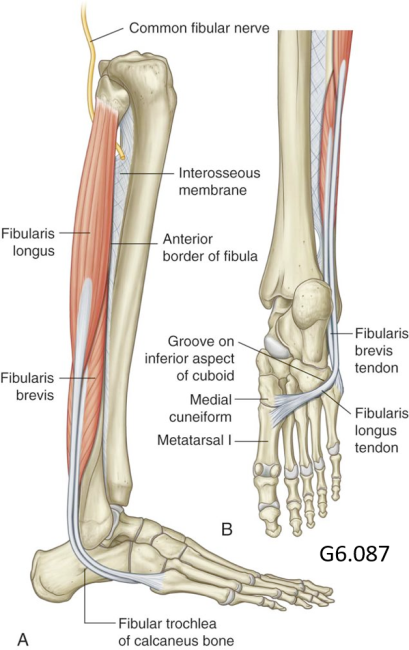 Common fibular nerve
Interosseous
membrane
Fibularis
longus
Anterior
border of fibula
Fibularis
brevis
Groove on
inferior aspect
of cuboid
Fibularis
brevis
tendon
Medial
cuneiform
Fibularis
longus
tendon
Metatarsal I
B
G6.087
Fibular trochlea
of calcaneus bone
A